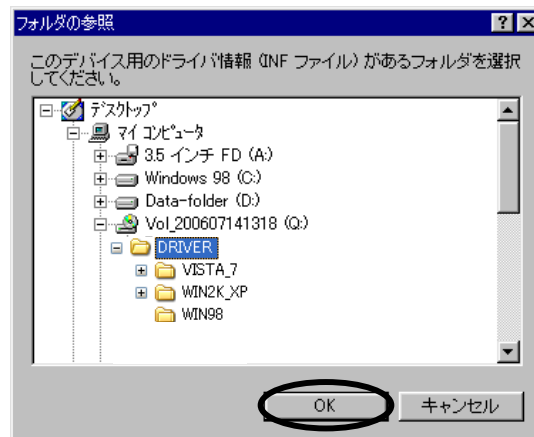 フォルダの参照
このデバイス用のドライバ情報 (INF ファイル) があるフォルダを選択
してください。
デスクトップ
マイ コンピュータ
3.5 インチ FD (A:)
Windows 98 (C:)
Data-folder (D:)
Vol_200607141318 (Q:)
DRIVER
VISTA_7
WIN2K_XP
WIN98
OK
キャンセル